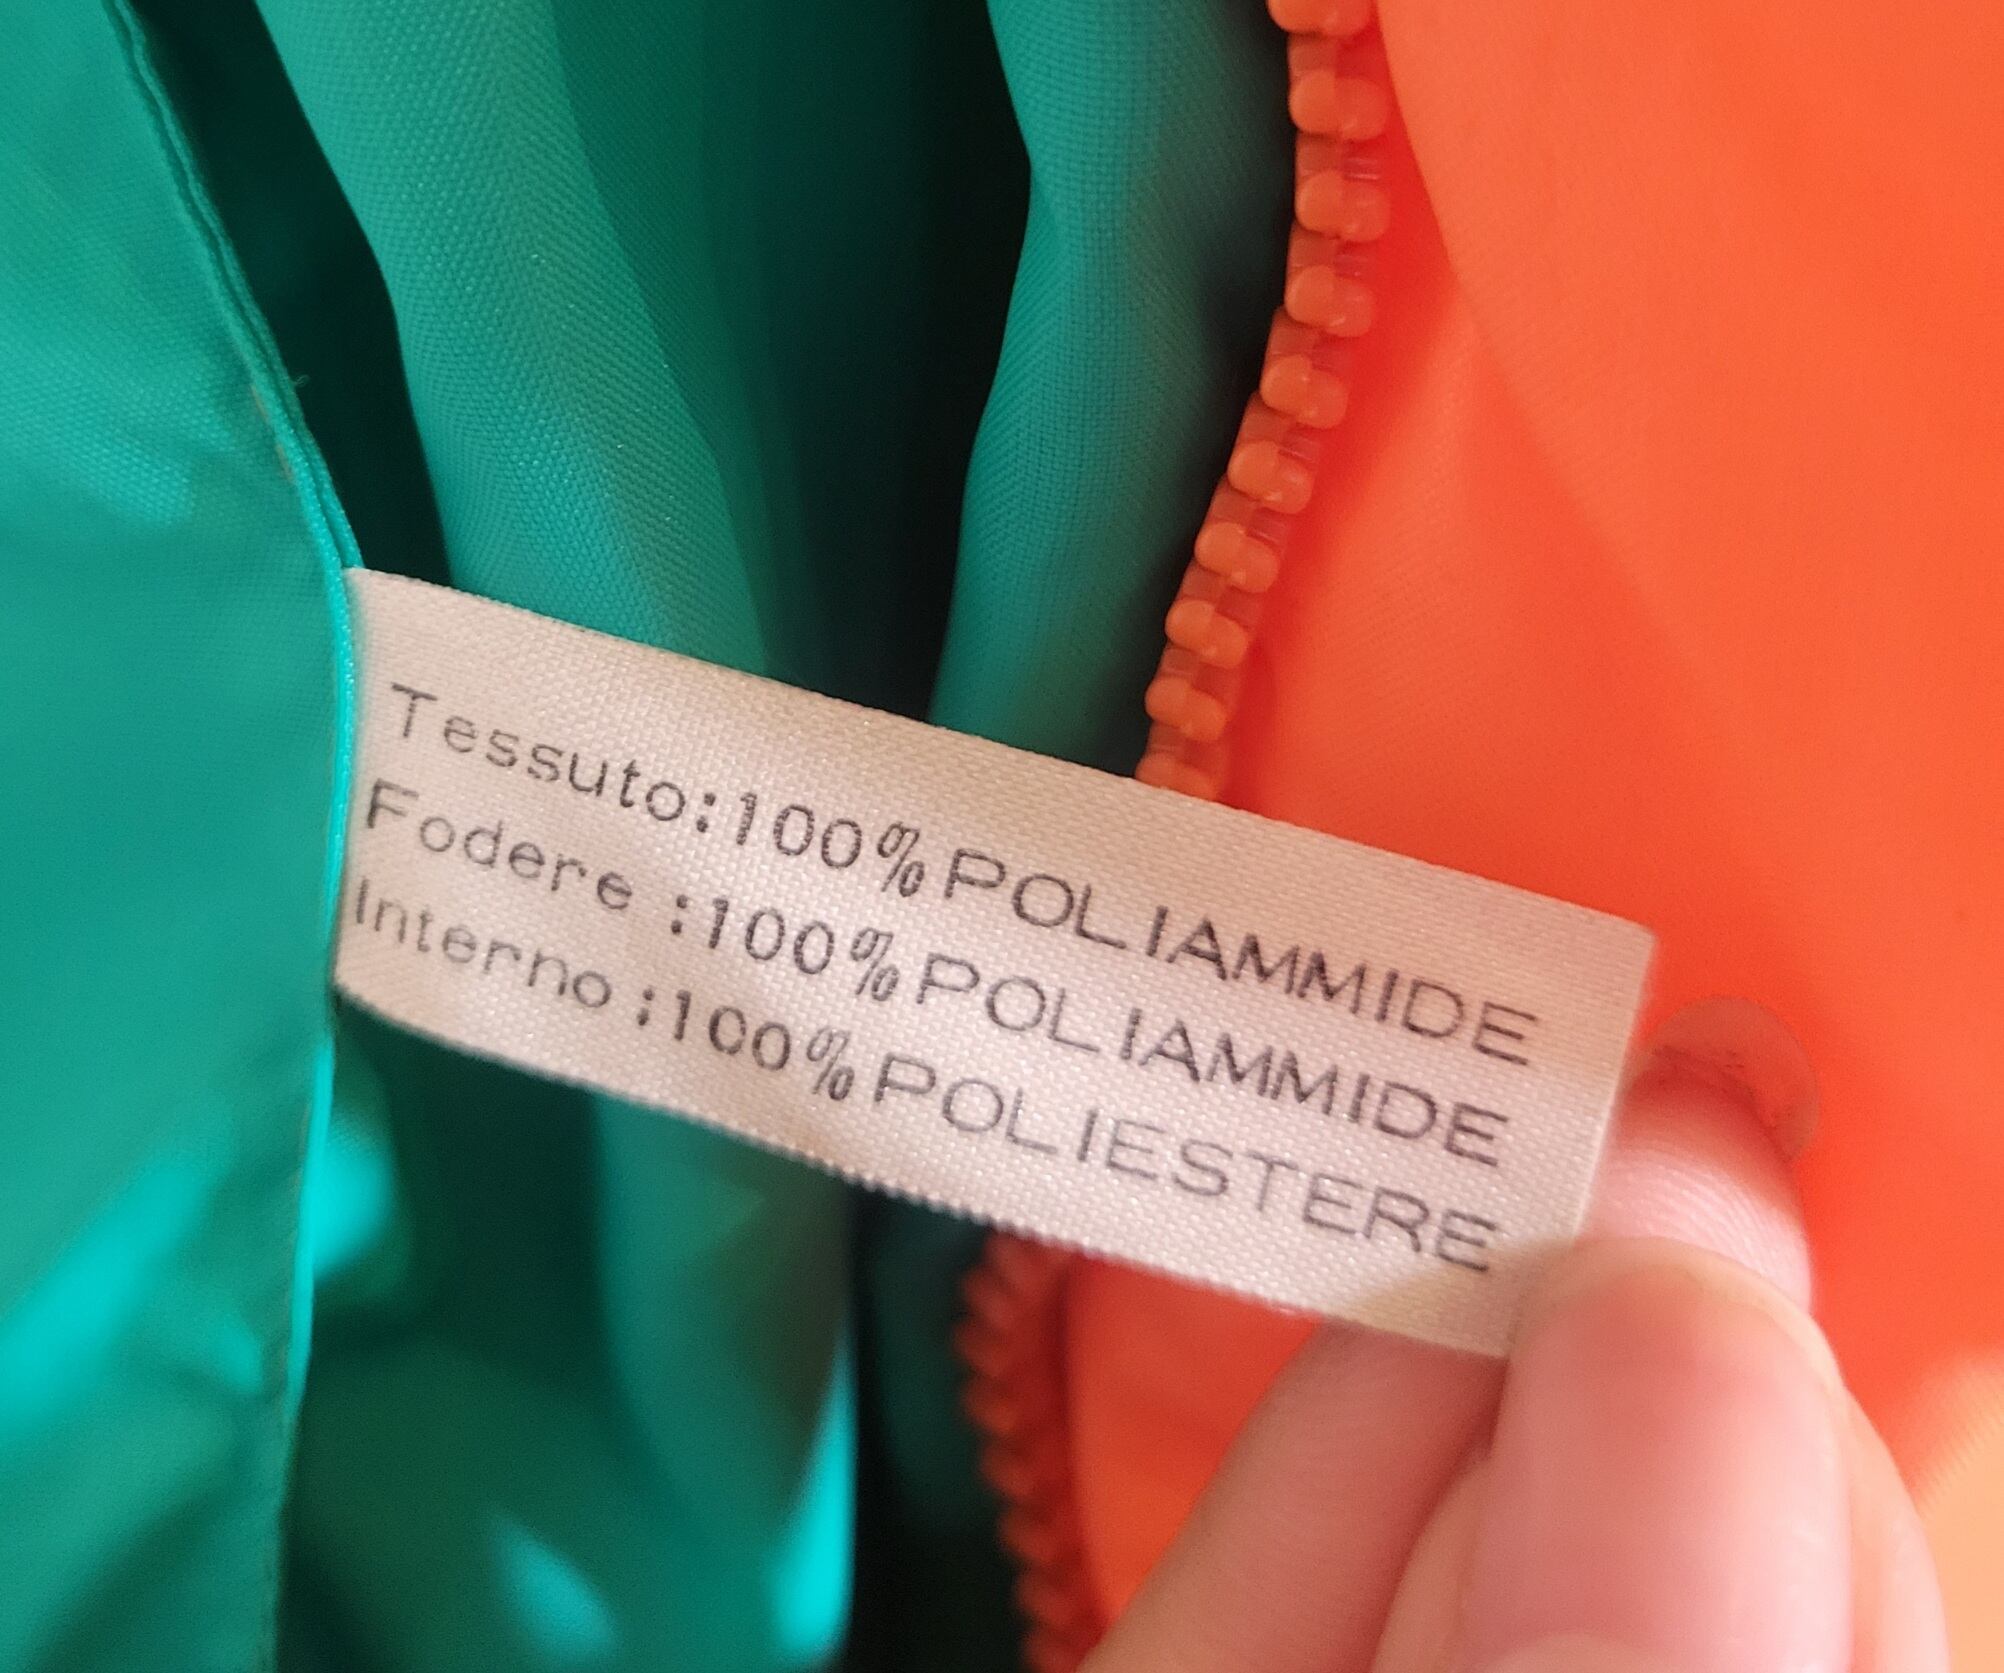 Tessuto:100%POLIAMMIDE
Fodere :100%POLIAMMIDE
Interno :100%POLIESTERE